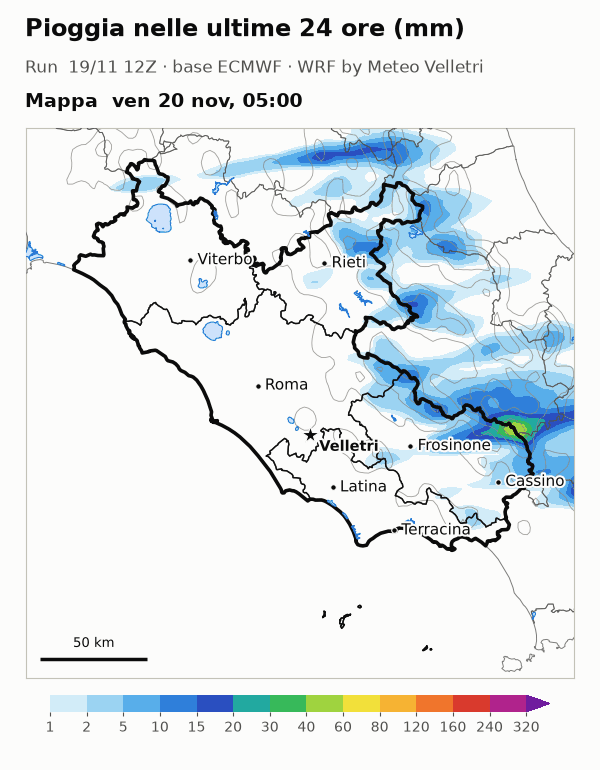 Pioggia nelle ultime 24 ore (mm)
Run 19/11 12Z · base ECMWF · WRF by Meteo Velletri
Mappa ven 20 nov, 05:00
Viterbo
Rieti
Roma
Velletri
Frosinone
Latina
Cassino
Terracina
50 km
1 2 5 10 15 20 30 40 60 80 120 160 240 320